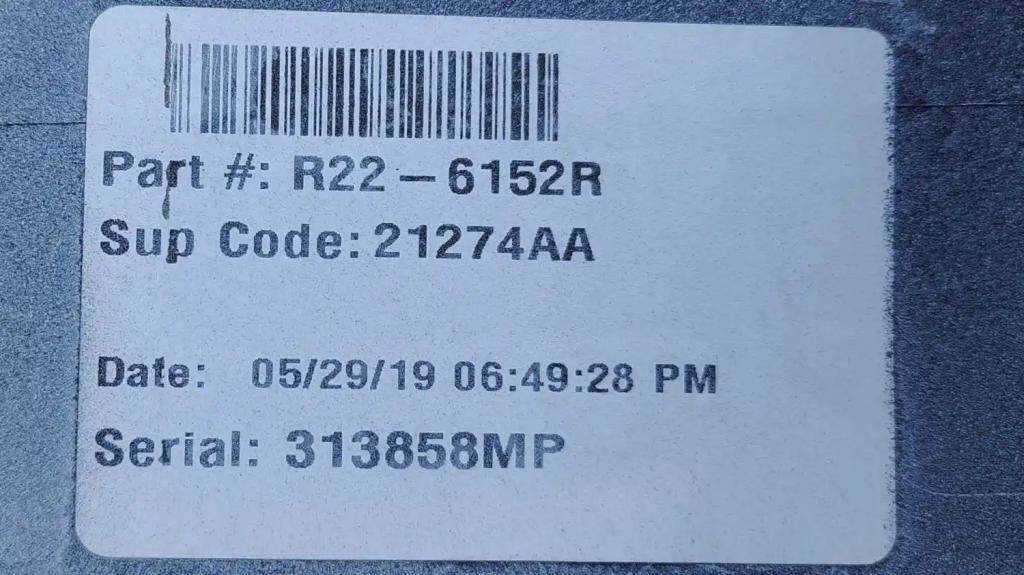 Part #: R22-6152R
Sup Code: 21274AA
Date: 05/29/19 06:49:28 PM
Serial: 313858MP